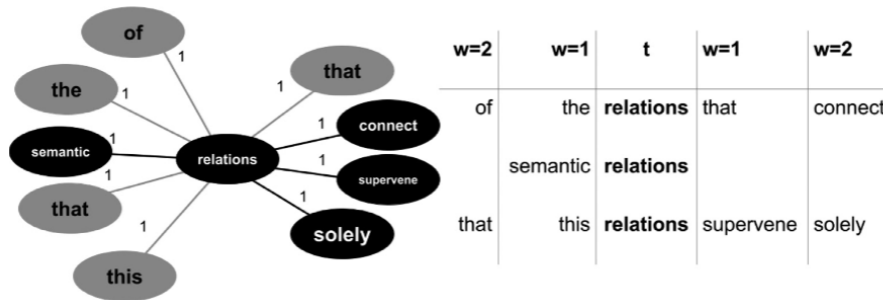 of
1
that
1
the
1
connect
1
semantic
1
relations
supervene
1
that
1
solely
1
this
1
w=2 w=1 t w=1 w=2
of the relations that connect
semantic relations
that this relations supervene solely